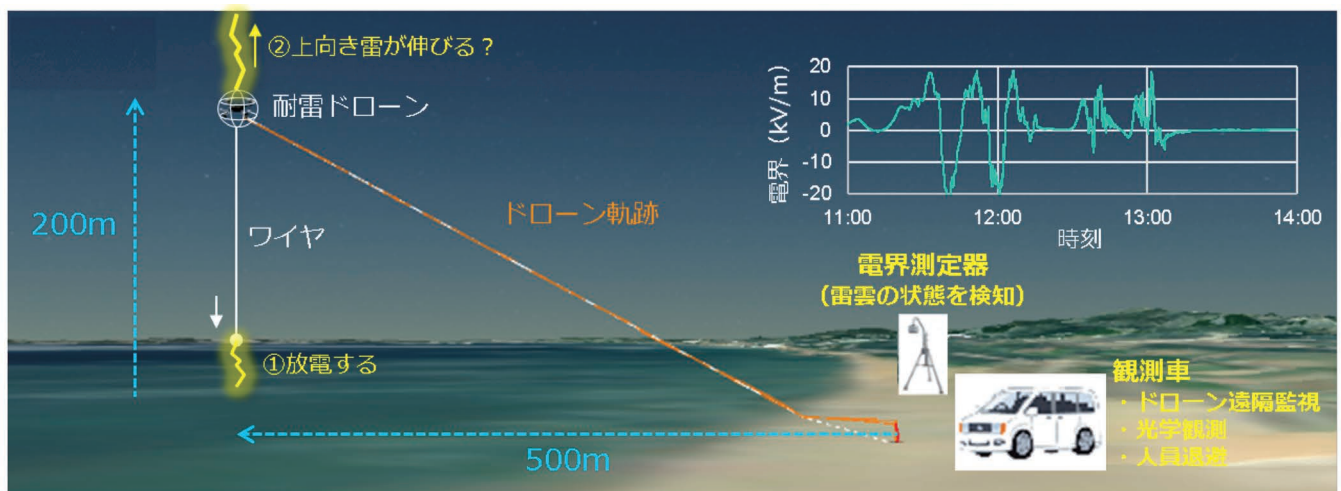 ②上向き雷が伸びる？
耐雷ドローン
200m
ワイヤ
ドローン軌跡
①放電する
500m
電界 (kV/m)
20
10
0
-10
-20
11:00
12:00
13:00
14:00
時刻
電界測定器
（雷雲の状態を検知）
観測車
・ドローン遠隔監視
・光学観測
・人員退避